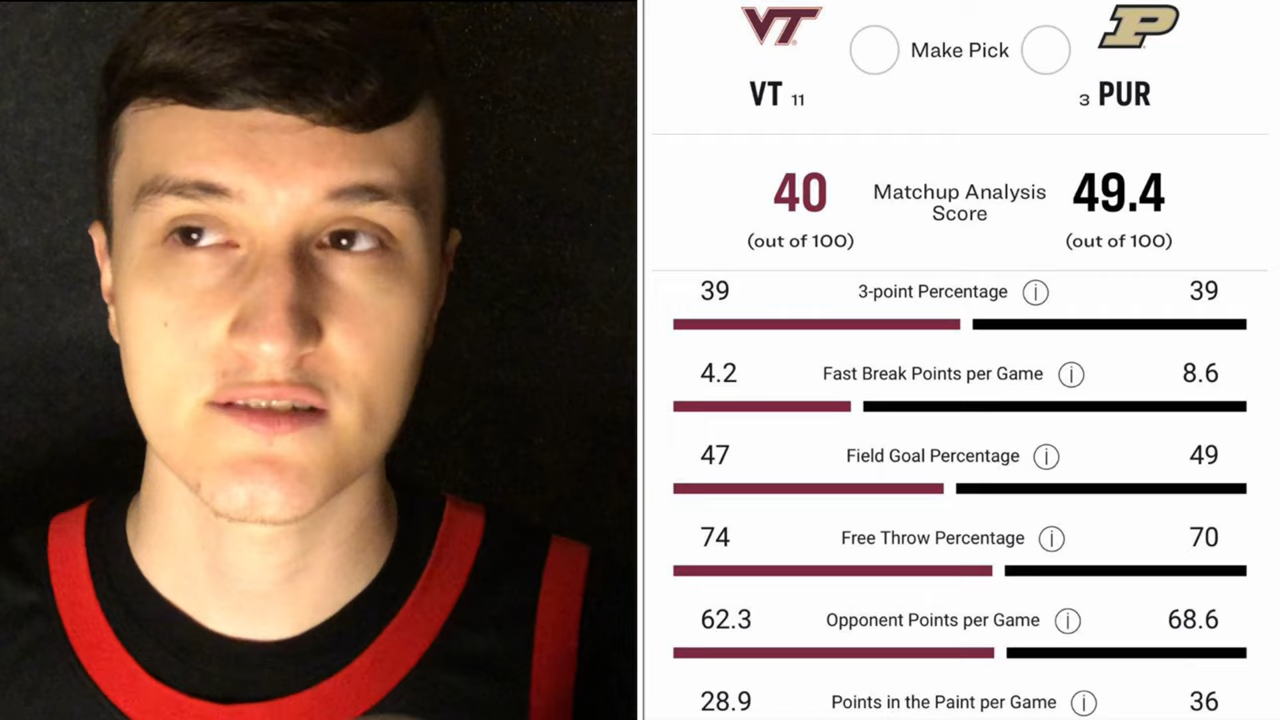 VT
P
Make Pick
VT 11
3 PUR
40
Matchup Analysis
Score
49.4
(out of 100)
(out of 100)
39
3-point Percentage
i
39
4.2
Fast Break Points per Game
i
8.6
47
Field Goal Percentage
i
49
74
Free Throw Percentage
i
70
62.3
Opponent Points per Game
i
68.6
28.9
Points in the Paint per Game
i
36